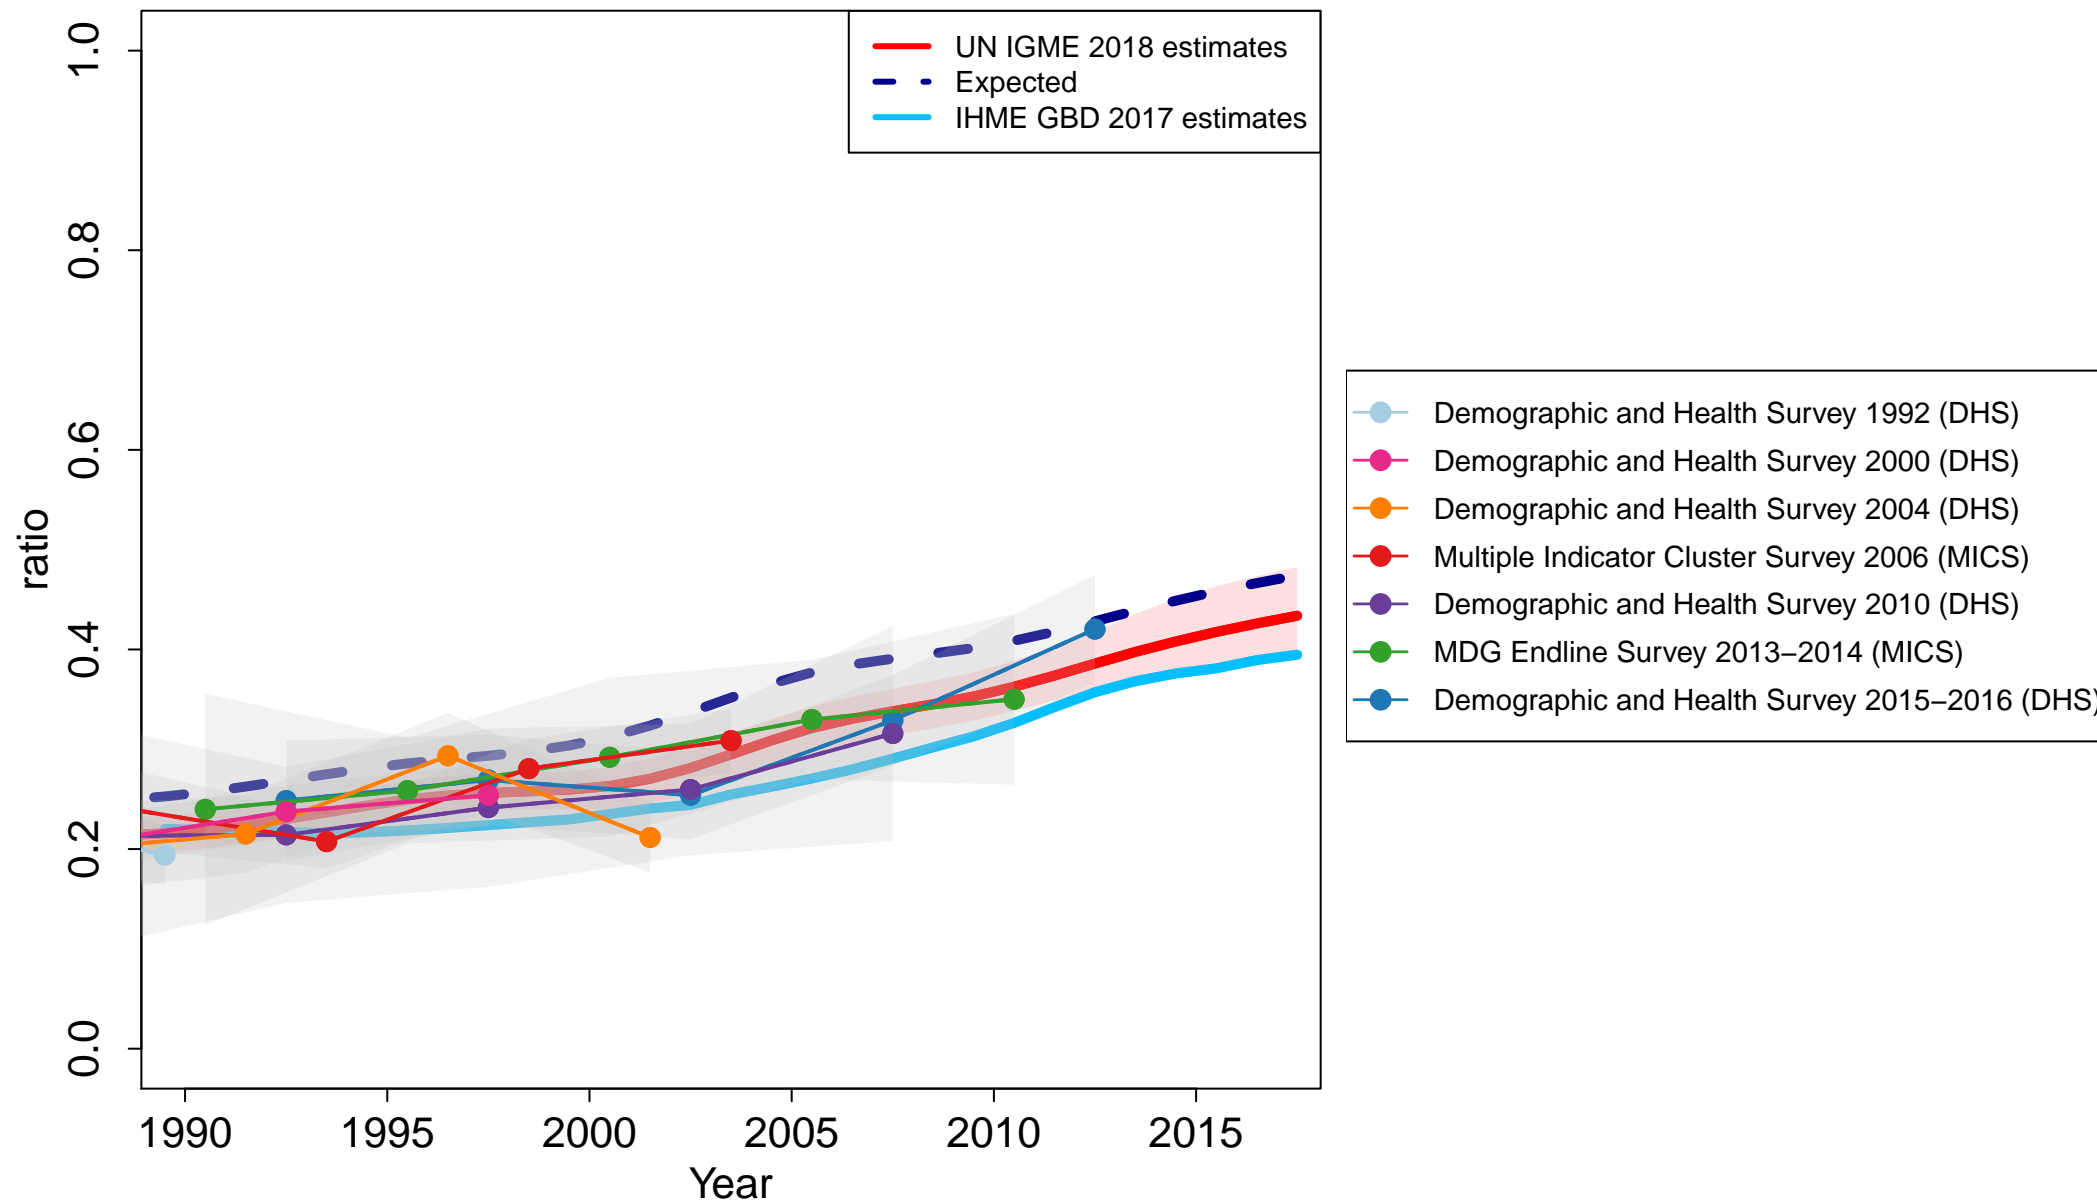 UN IGME 2018 estimates
Expected
IHME GBD 2017 estimates
1.0
0.8
0.6
0.4
0.2
0.0
ratio
1990 1995 2000 2005 2010 2015
Year
Demographic and Health Survey 1992 (DHS)
Demographic and Health Survey 2000 (DHS)
Demographic and Health Survey 2004 (DHS)
Multiple Indicator Cluster Survey 2006 (MICS)
Demographic and Health Survey 2010 (DHS)
MDG Endline Survey 2013−2014 (MICS)
Demographic and Health Survey 2015−2016 (DHS)